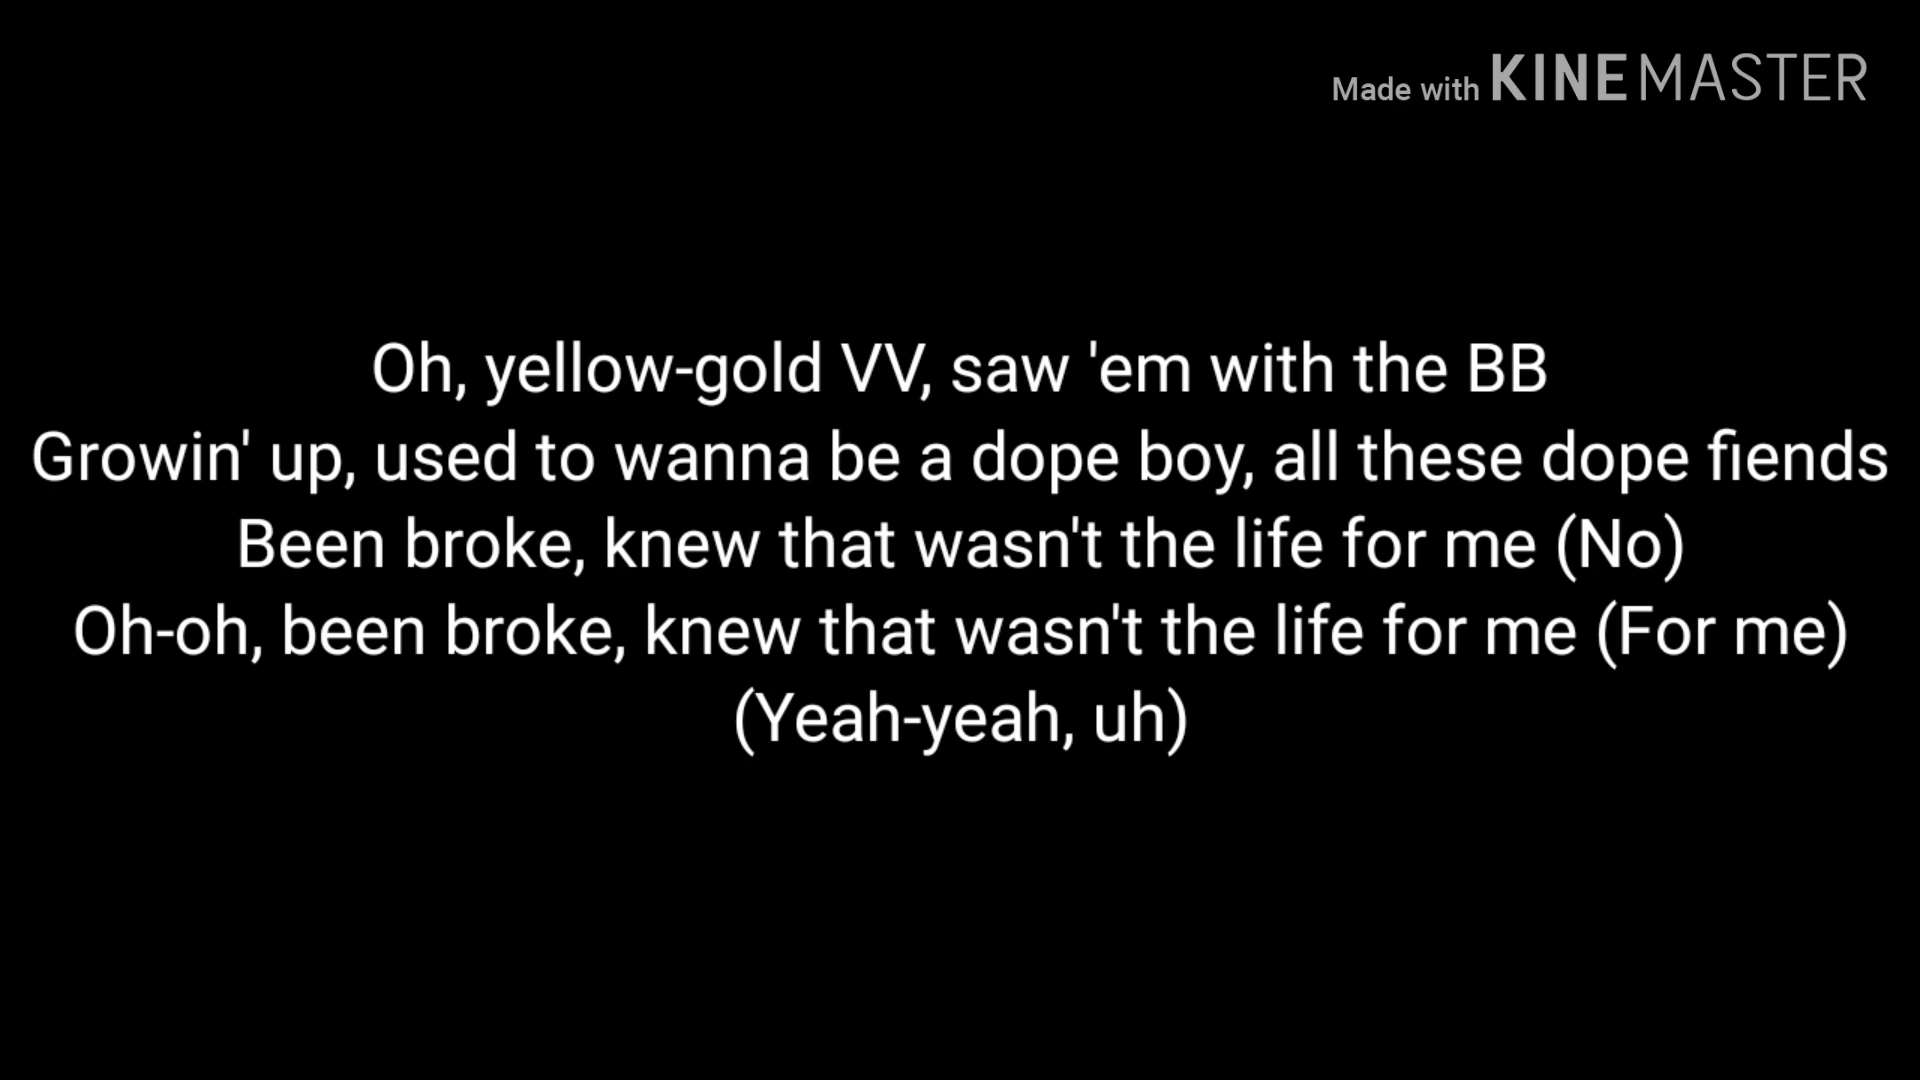 Made with KINEMASTER
Oh, yellow-gold VV, saw 'em with the BB
Growin' up, used to wanna be a dope boy, all these dope fiends
Been broke, knew that wasn't the life for me (No)
Oh-oh, been broke, knew that wasn't the life for me (For me)
(Yeah-yeah, uh)